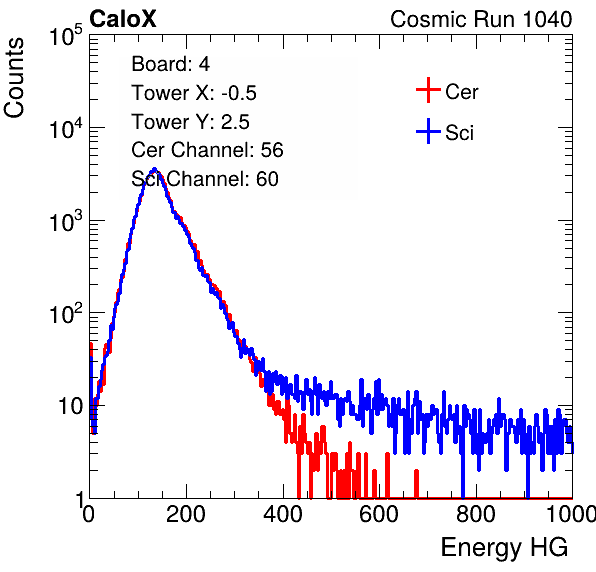 CaloX
Cosmic Run 1040
Counts
10^5
10^4
10^3
10^2
10
1
Board: 4
Tower X: -0.5
Tower Y: 2.5
Cer Channel: 56
Sci Channel: 60
Cer
Sci
0
200
400
600
800
1000
Energy HG